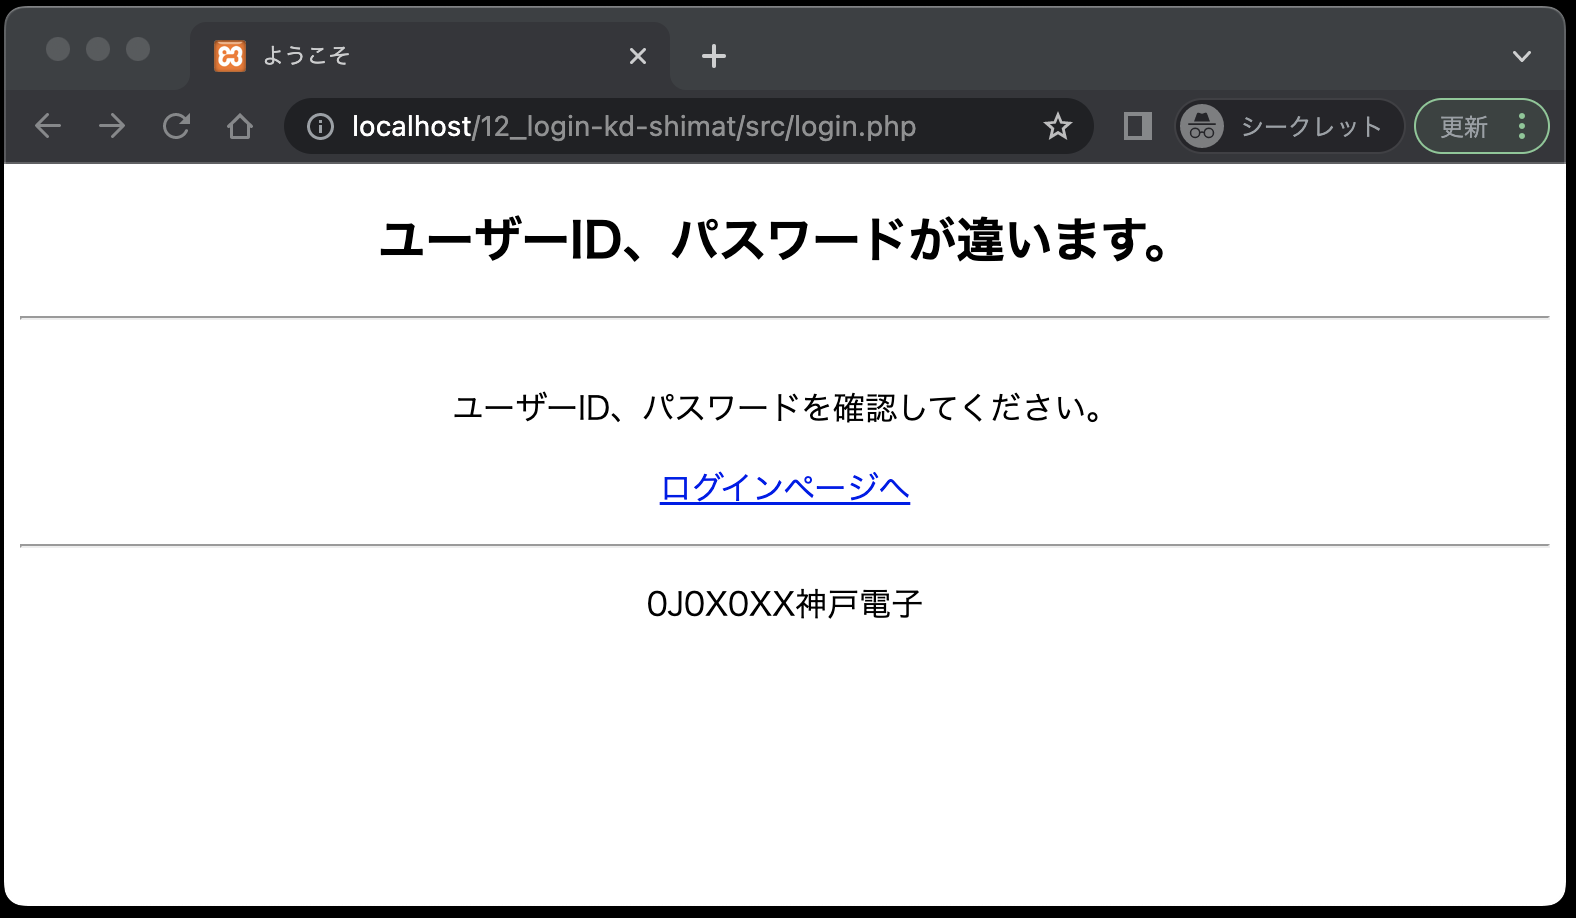 ようこそ
localhost/12_login-kd-shimat/src/login.php
シークレット
更新
ユーザーID、パスワードが違います。
ユーザーID、パスワードを確認してください。
ログインページへ
0J0X0XX神戸電子